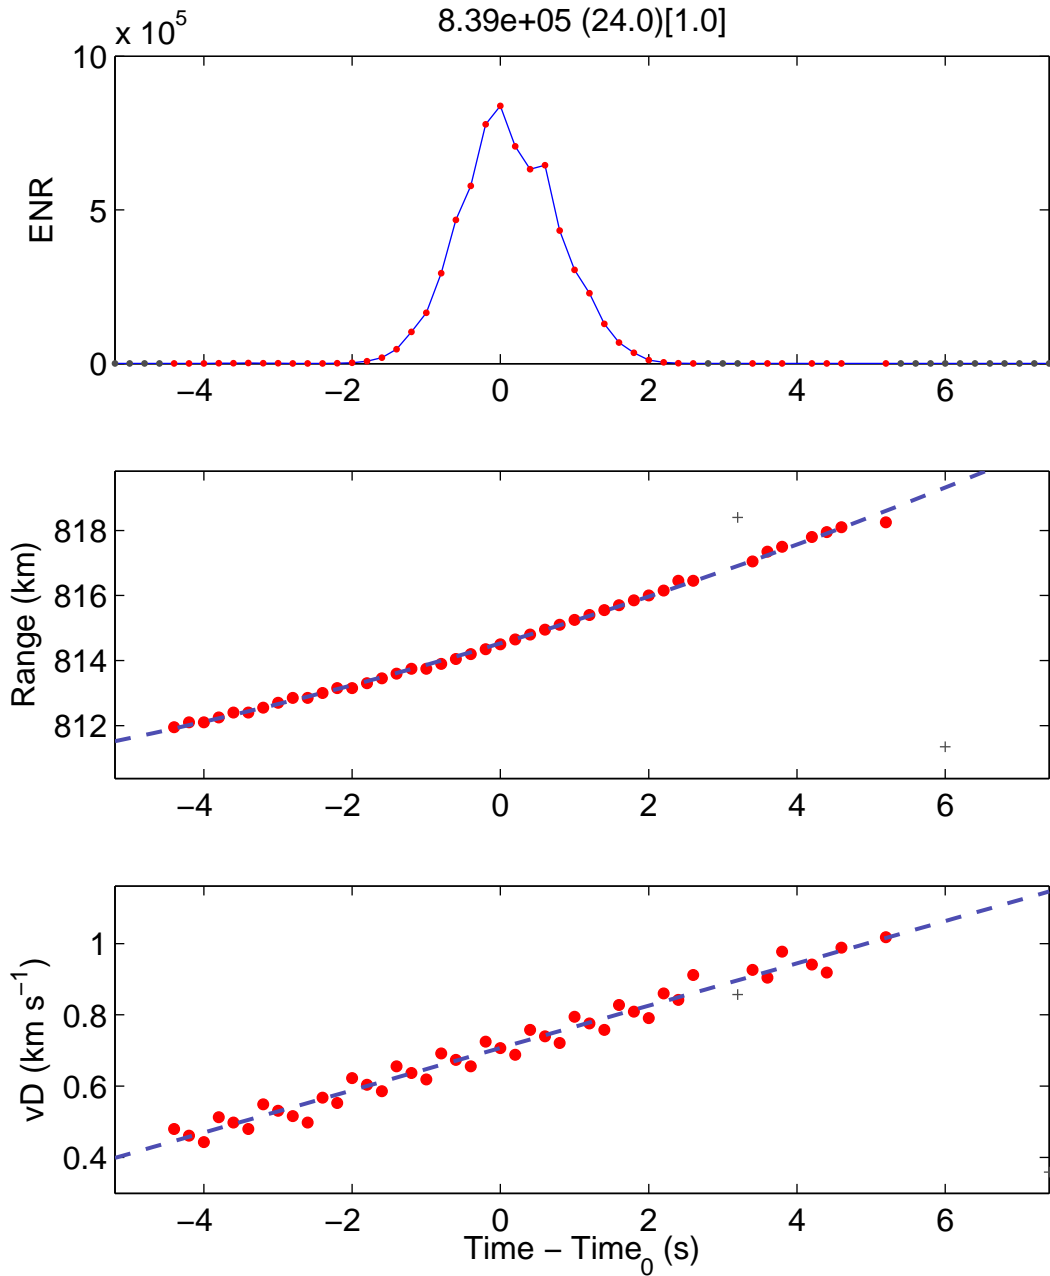 8.39e+05 (24.0)[1.0]
x 10^5
10
5
0
ENR
−4 −2 0 2 4 6
818
816
814
812
Range (km)
−4 −2 0 2 4 6
1
0.8
0.6
0.4
vD (km s^−1)
−4 −2 0 2 4 6
Time − Time_0 (s)